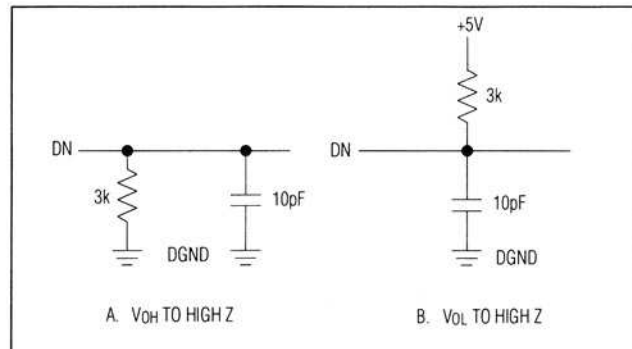 +5V
3k
DN
3k
10pF
DGND
A. VOH TO HIGH Z
DN
10pF
DGND
B. VOL TO HIGH Z